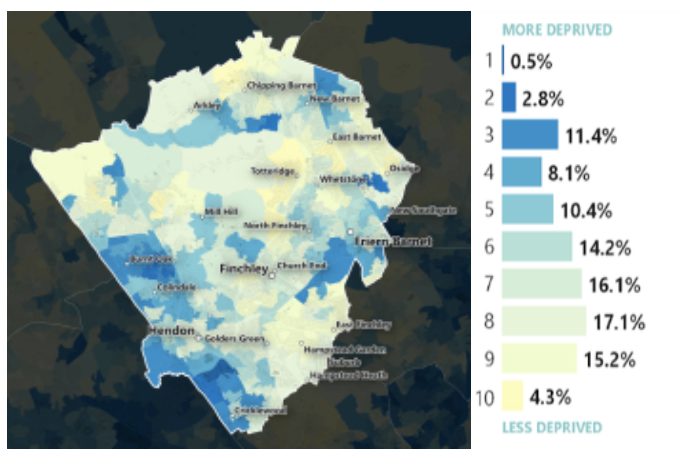 MORE DEPRIVED
1 0.5%
2 2.8%
3 11.4%
4 8.1%
5 10.4%
6 14.2%
7 16.1%
8 17.1%
9 15.2%
10 4.3%
LESS DEPRIVED
Chipping Barnet
New Barnet
Arkley
East Barnet
Totteridge
Whetstone
Osidge
Mill Hill
New Southgate
North Finchley
Friern Barnet
Burnt Oak
Finchley
Church End
Colindale
Hendon
Golders Green
East Finchley
Hampstead Garden
Suburb
Hampstead Heath
Cricklewood